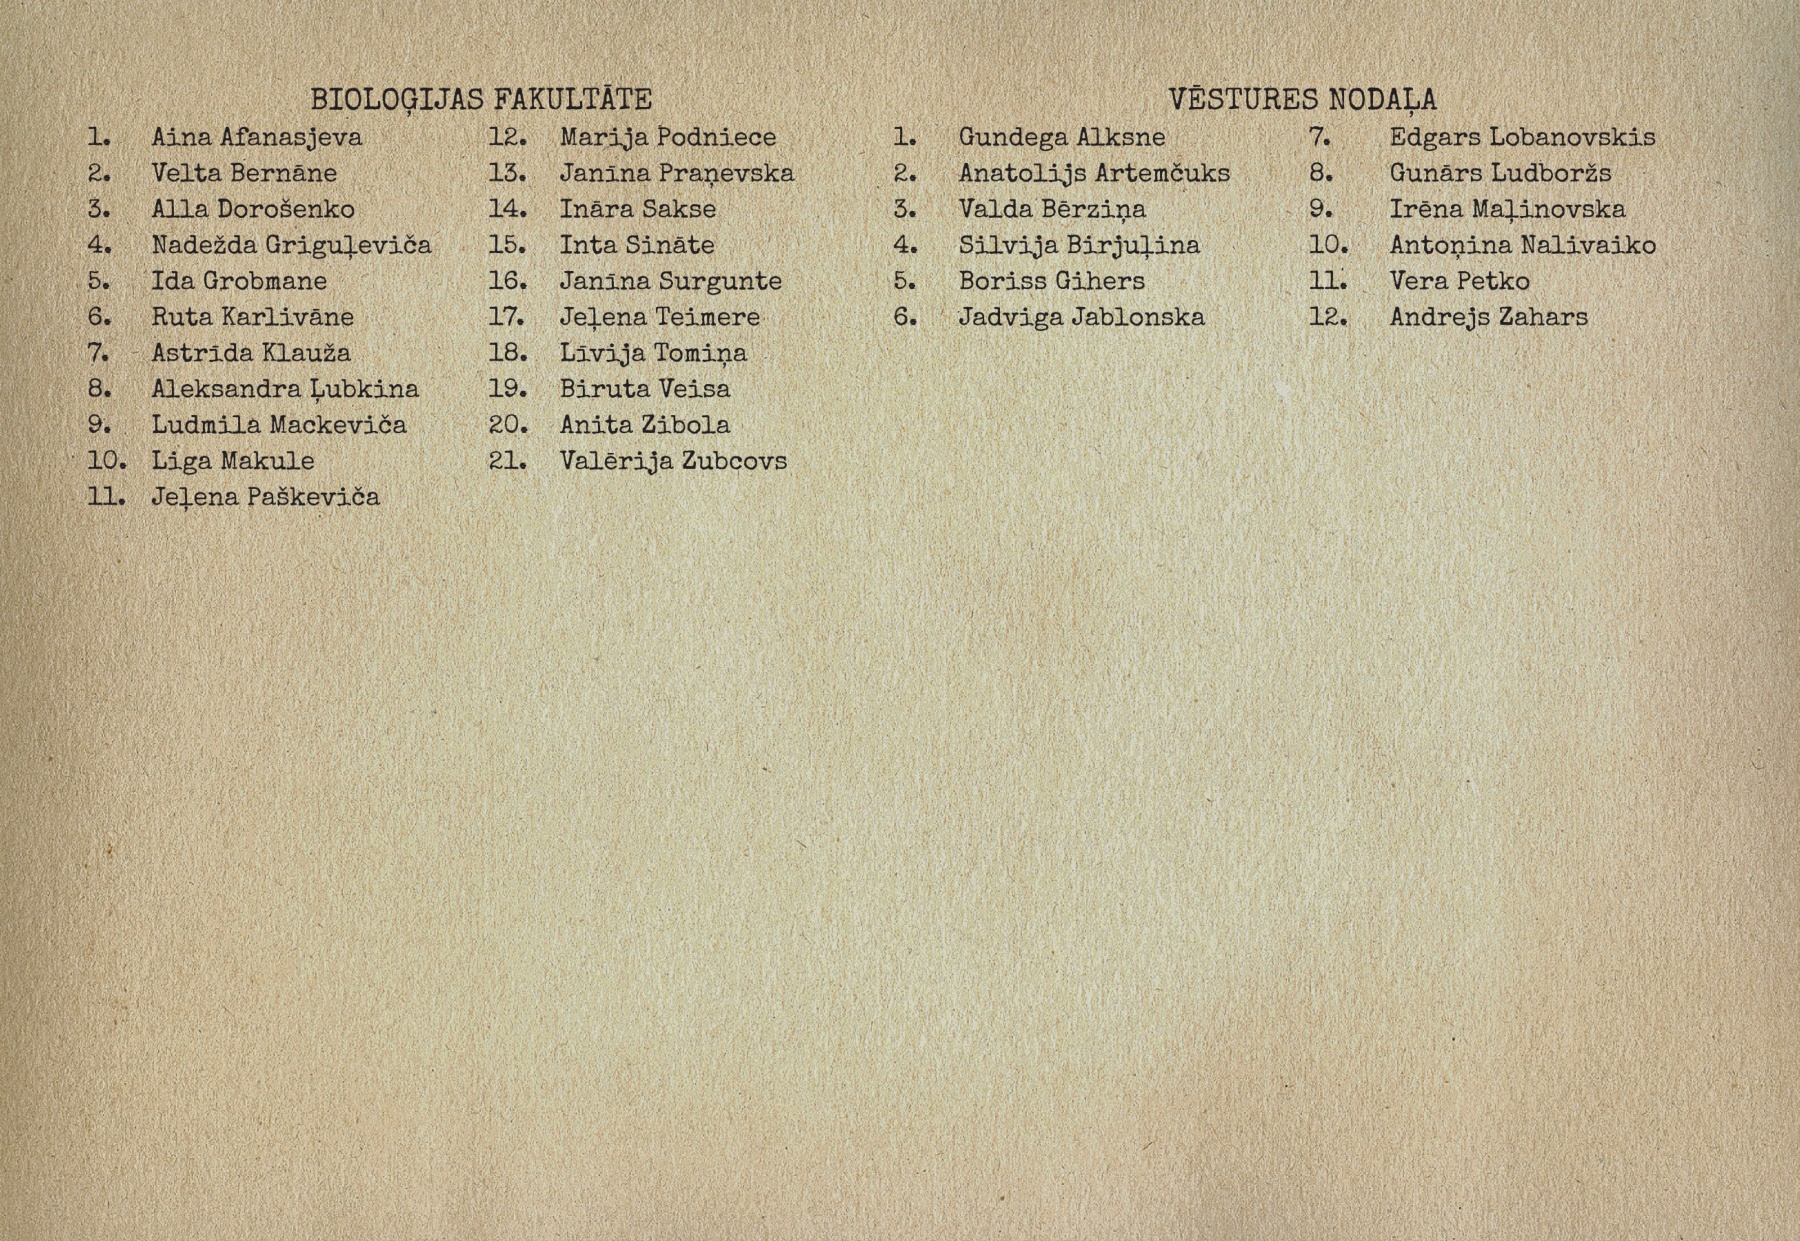 BIOLOĢIJAS FAKULTĀTE
1. Aina Afanasjeva
2. Velta Bernāne
3. Alla Dorošenko
4. Nadežda Griguļeviča
5. Ida Grobmane
6. Ruta Karlivāne
7. Astrīda Klauža
8. Aleksandra Ļubkina
9. Ludmila Mackeviča
10. Liga Makule
11. Jeļena Paškeviča
12. Marija Podniece
13. Janīna Praņevska
14. Ināra Sakse
15. Inta Sināte
16. Janīna Surgunte
17. Jeļena Teimere
18. Līvija Tomiņa
19. Biruta Veisa
20. Anita Zibola
21. Valērija Zubcovs
VĒSTURES NODAĻA
1. Gundega Alksne
2. Anatolijs Artemčuks
3. Valda Bērziņa
4. Silvija Birjuļina
5. Boriss Gihers
6. Jadviga Jablonska
7. Edgars Lobanovskis
8. Gunārs Ludboržs
9. Irēna Maļinovska
10. Antoņina Nalivaiko
11. Vera Petko
12. Andrejs Zahars